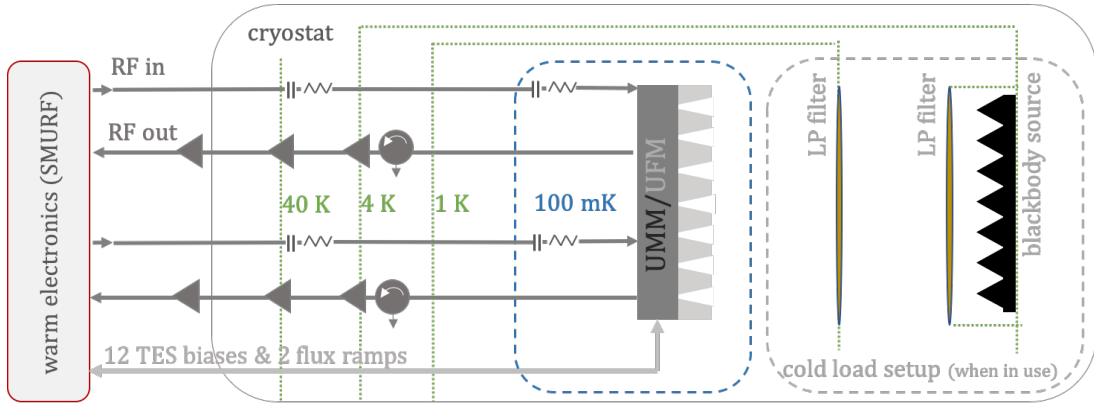 cryostat
RF in
RF out
warm electronics (SMURF)
40 K
4 K
1 K
100 mK
UMM/UFM
LP filter
LP filter
blackbody source
12 TES biases & 2 flux ramps
cold load setup (when in use)